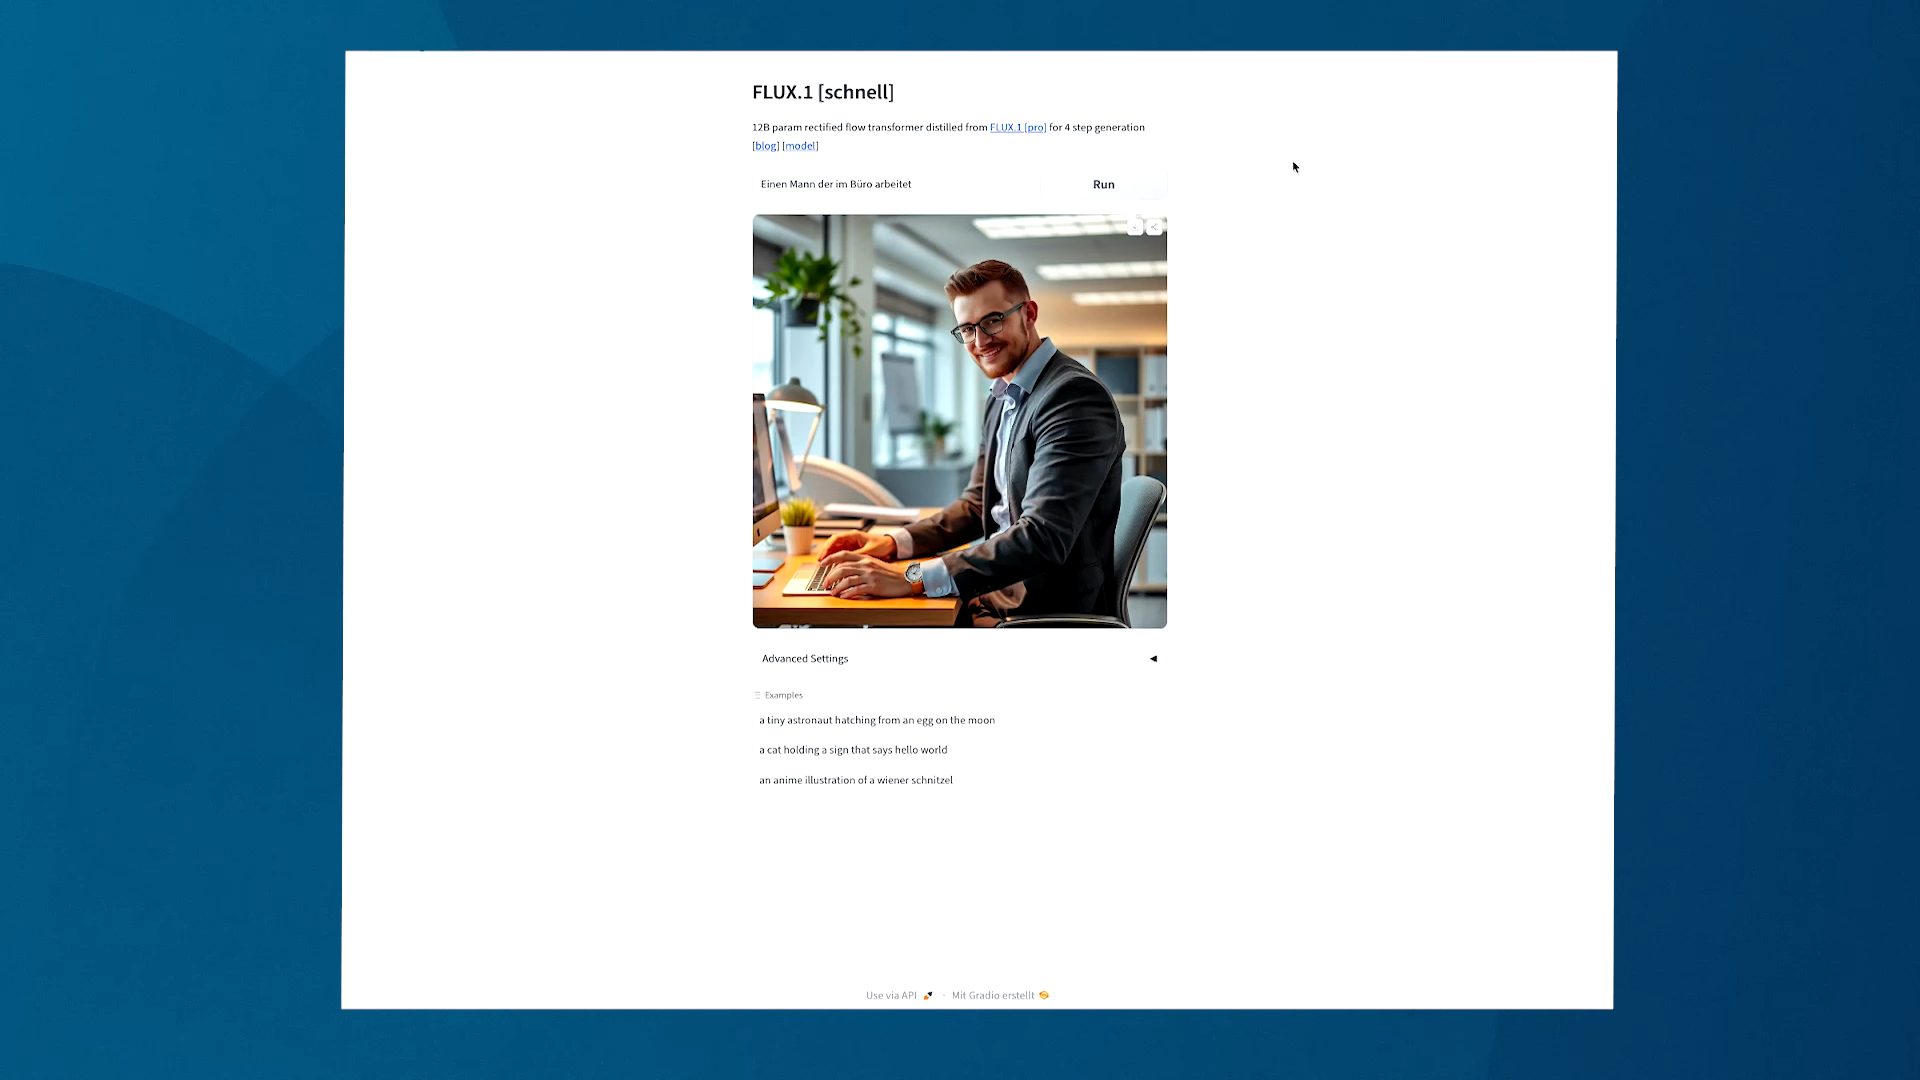 FLUX.1 [schnell]
12B param rectified flow transformer distilled from FLUX.1 [pro] for 4 step generation
[blog] [model]
Einen Mann der im Büro arbeitet
Run
Advanced Settings
Examples
a tiny astronaut hatching from an egg on the moon
a cat holding a sign that says hello world
an anime illustration of a wiener schnitzel
Use via API · Mit Gradio erstellt